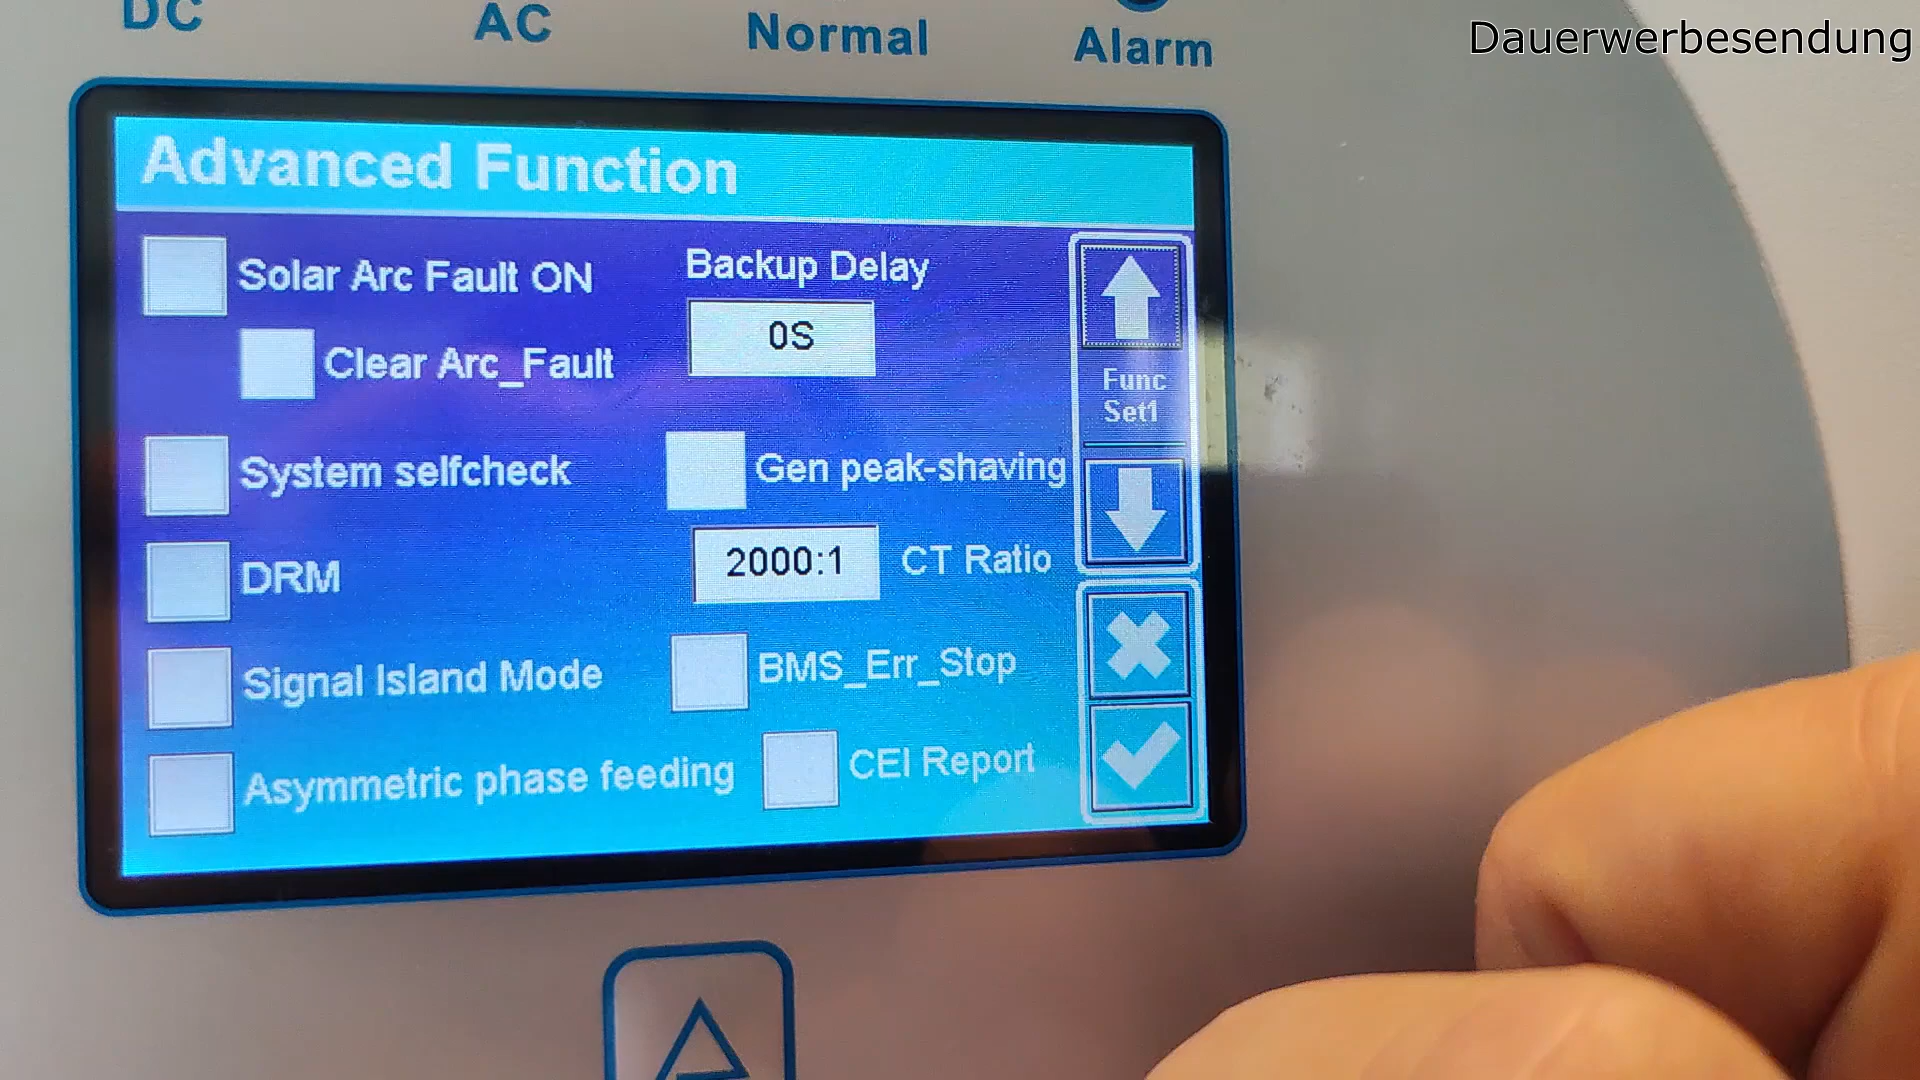 Dauerwerbesendung
DC
AC
Normal
Alarm
Advanced Function
Solar Arc Fault ON
Clear Arc_Fault
Backup Delay
0S
Func
Set1
System selfcheck
Gen peak-shaving
DRM
2000:1
CT Ratio
Signal Island Mode
BMS_Err_Stop
Asymmetric phase feeding
CEI Report